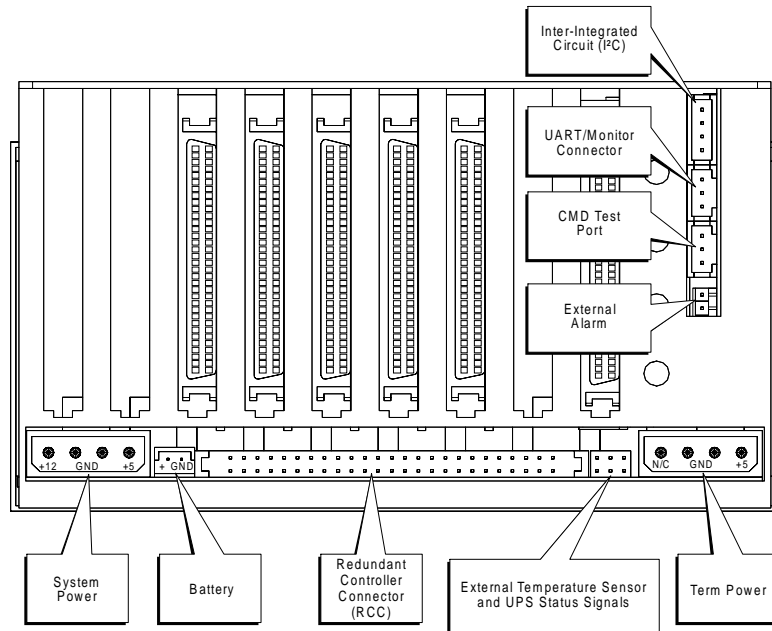 Inter-Integrated
Circuit (I²C)
UART/Monitor
Connector
CMD Test
Port
External
Alarm
+12 GND +5
+ GND
N/C GND +5
System
Power
Battery
Redundant
Controller
Connector
(RCC)
External Temperature Sensor
and UPS Status Signals
Term Power